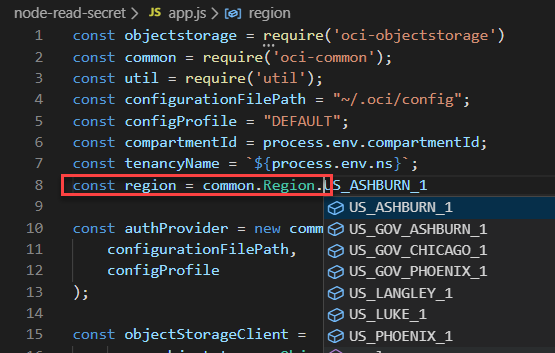 node-read-secret > JS app.js > region
1 const objectstorage = require('oci-objectstorage')
2 const common = require('oci-common');
3 const util = require('util');
4 const configurationFilePath = "~/.oci/config";
5 const configProfile = "DEFAULT";
6 const compartmentId = process.env.compartmentId;
7 const tenancyName = `${process.env.ns}`;
8 const region = common.Region.US_ASHBURN_1
9 US_ASHBURN_1
10 const authProvider = new comm US_GOV_ASHBURN_1
11 configurationFilePath, US_GOV_CHICAGO_1
12 configProfile US_GOV_PHOENIX_1
13 ); US_LANGLEY_1
14 US_LUKE_1
15 const objectStorageClient = US_PHOENIX_1